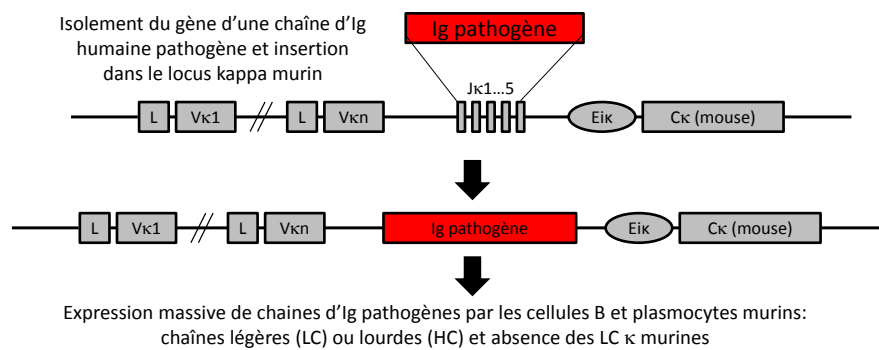 Isolement du gène d'une chaîne d'Ig
humaine pathogène et insertion
dans le locus kappa murin
Ig pathogène
Jκ1...5
L Vκ1 L Vκn Eiκ Cκ (mouse)
L Vκ1 L Vκn Ig pathogène Eiκ Cκ (mouse)
Expression massive de chaines d'Ig pathogènes par les cellules B et plasmocytes murins:
chaînes légères (LC) ou lourdes (HC) et absence des LC κ murines